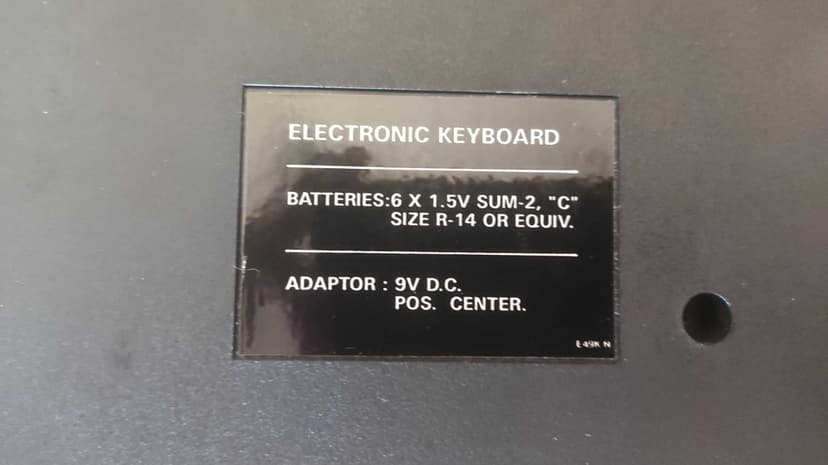 ELECTRONIC KEYBOARD
BATTERIES:6 X 1.5V SUM-2, "C"
SIZE R-14 OR EQUIV.
ADAPTOR : 9V D.C.
POS. CENTER.
E49K N